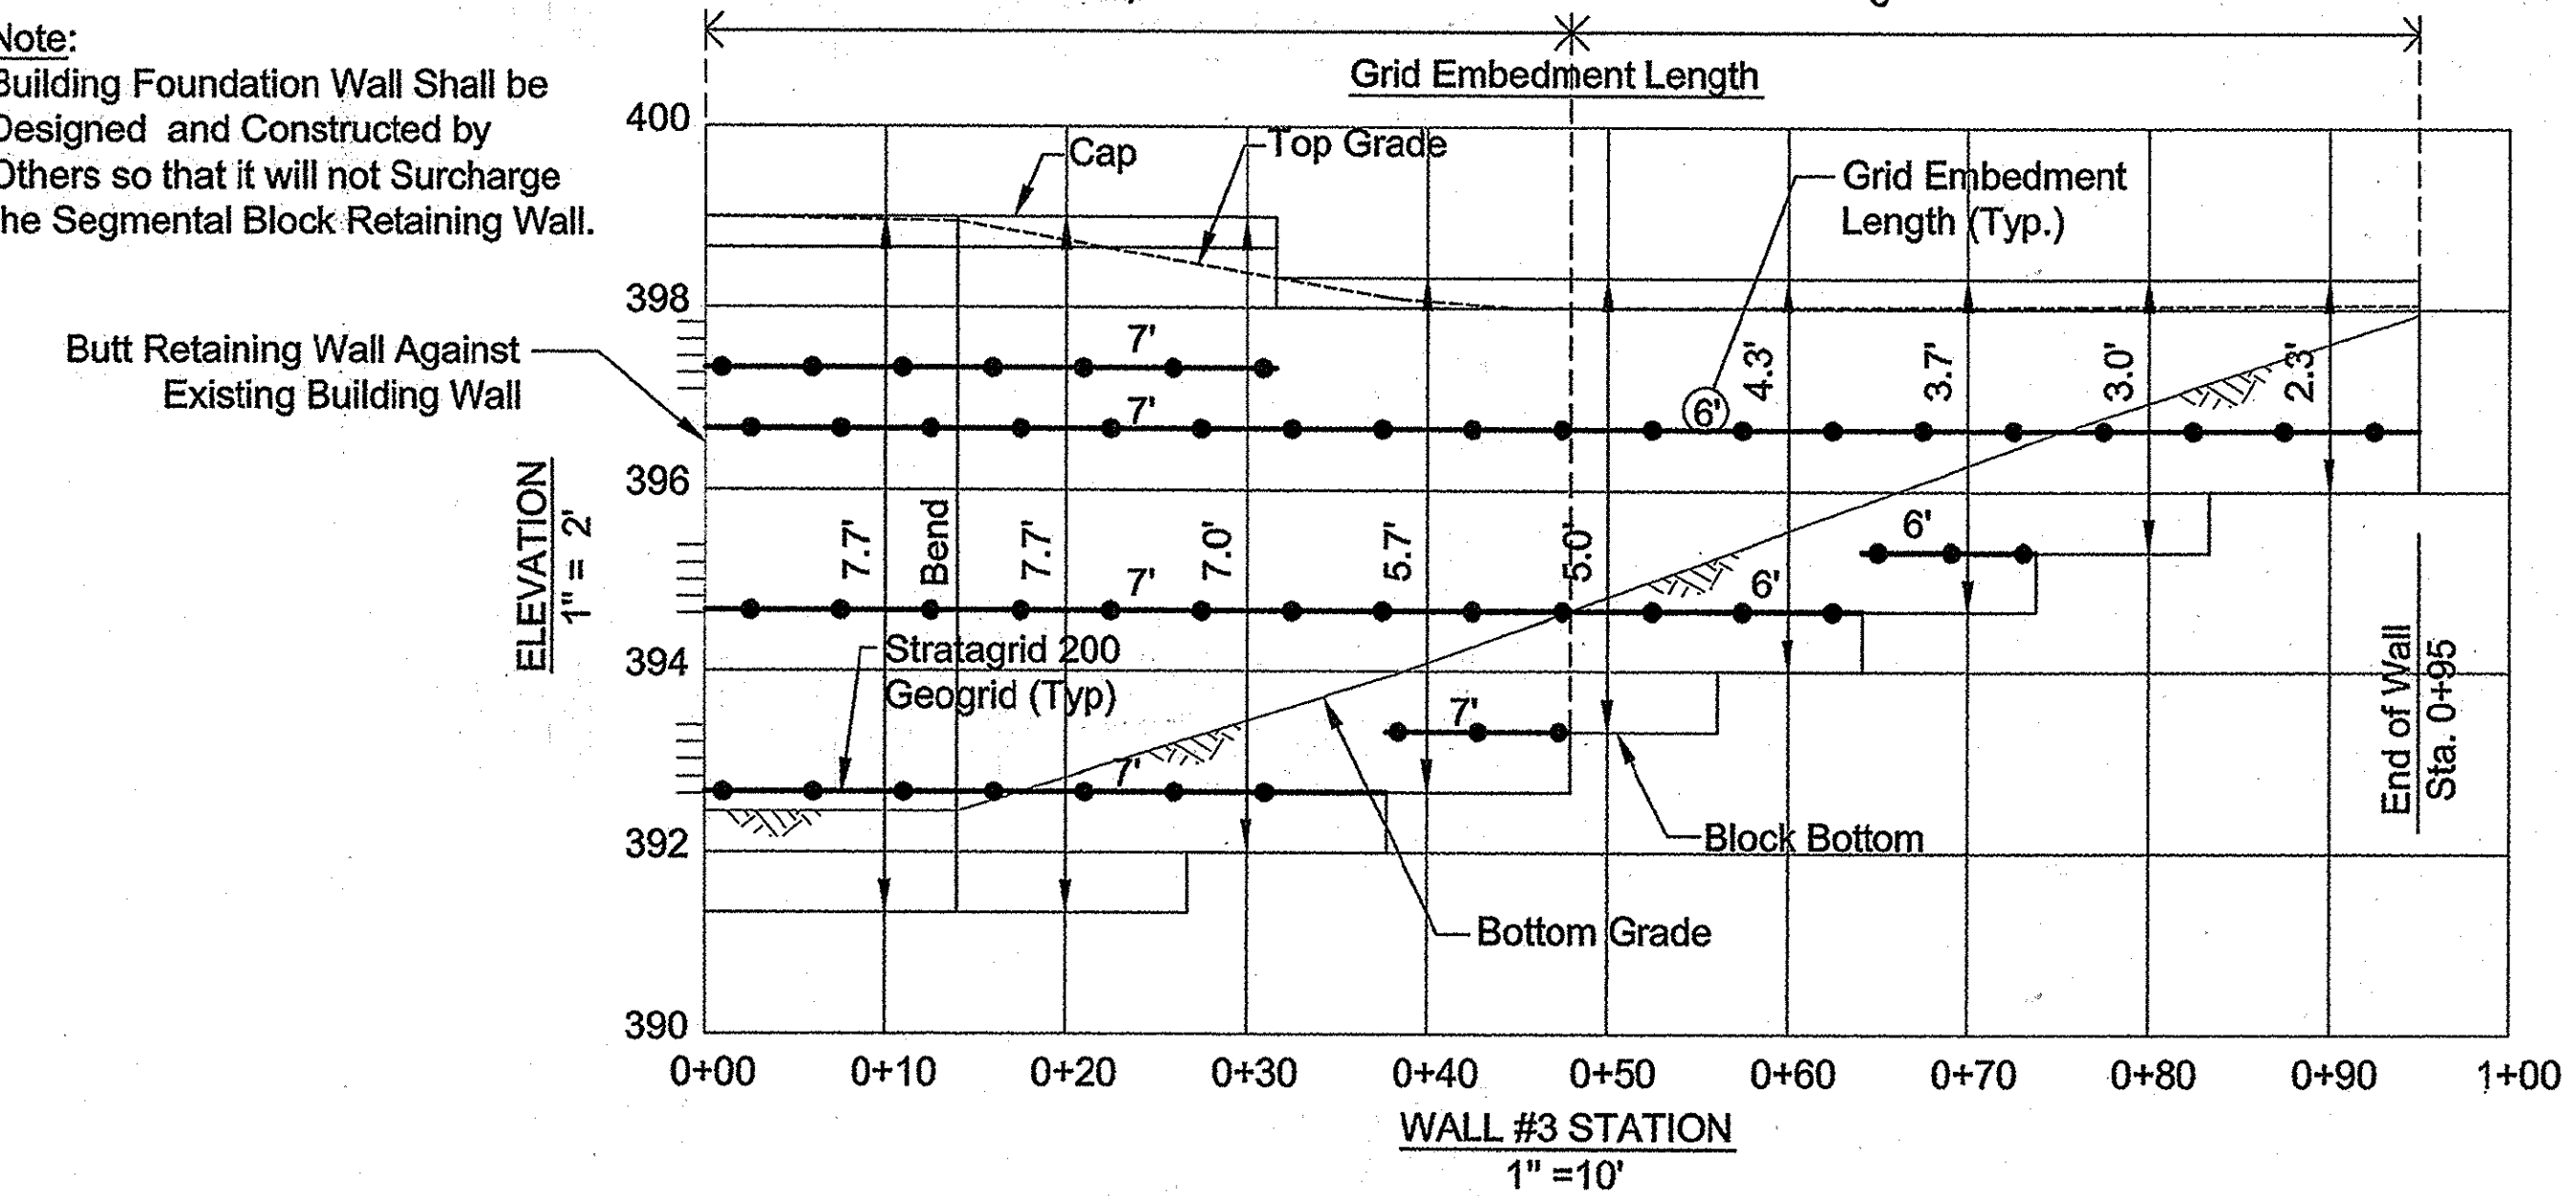 Note:
Building Foundation Wall Shall be
Designed and Constructed by
Others so that it will not Surcharge
the Segmental Block Retaining Wall.
Grid Embedment Length
400
Cap
Top Grade
Grid Embedment
Length (Typ.)
398
Butt Retaining Wall Against
Existing Building Wall
7'
7'
6'
4.3'
3.7'
3.0'
2.3'
396
ELEVATION
1" = 2'
7.7'
Bend
7.7'
7'
7.0'
5.7'
5.0'
6'
6'
394
Stratagrid 200
Geogrid (Typ)
7'
7'
End of Wall
Sta. 0+95
392
Block Bottom
Bottom Grade
390
0+00 0+10 0+20 0+30 0+40 0+50 0+60 0+70 0+80 0+90 1+00
WALL #3 STATION
1" =10'